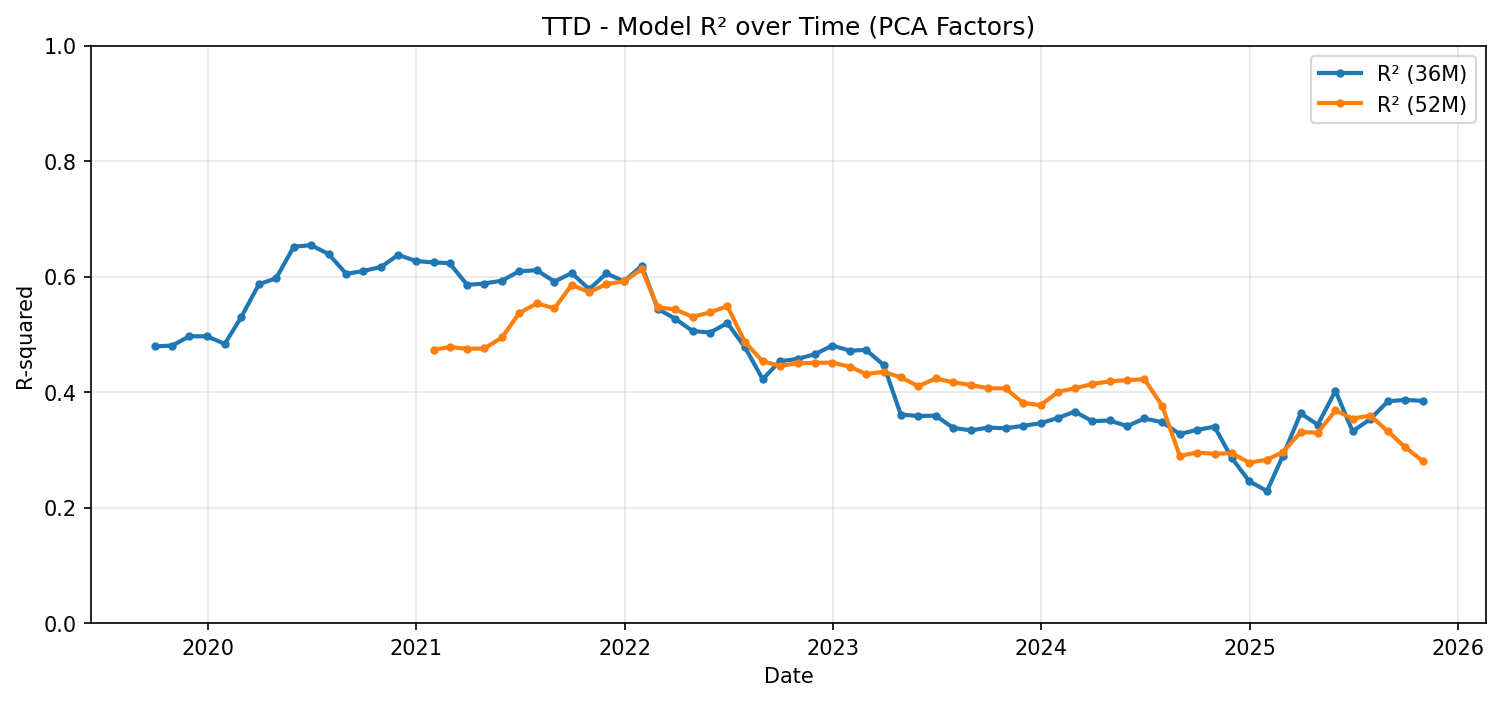 TTD - Model R² over Time (PCA Factors)
1.0
0.8
0.6
0.4
0.2
0.0
R-squared
R² (36M)
R² (52M)
2020
2021
2022
2023
2024
2025
2026
Date